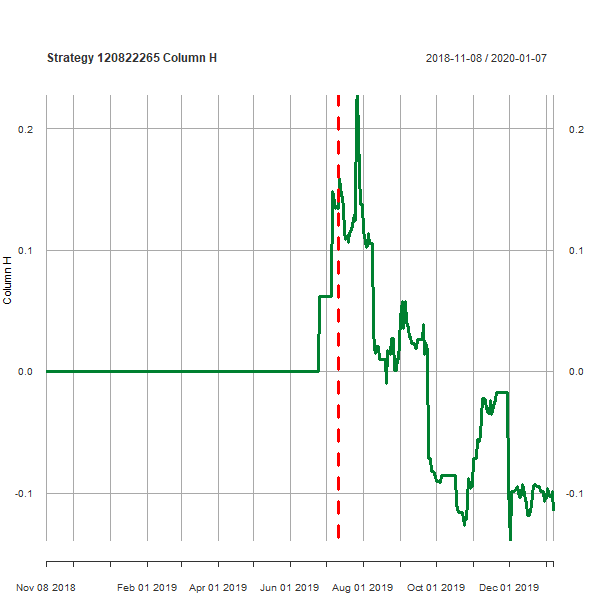 Strategy 120822265 Column H
2018-11-08 / 2020-01-07
0.2
0.2
0.1
0.1
Column H
0.0
0.0
-0.1
-0.1
Nov 08 2018
Feb 01 2019
Apr 01 2019
Jun 01 2019
Aug 01 2019
Oct 01 2019
Dec 01 2019